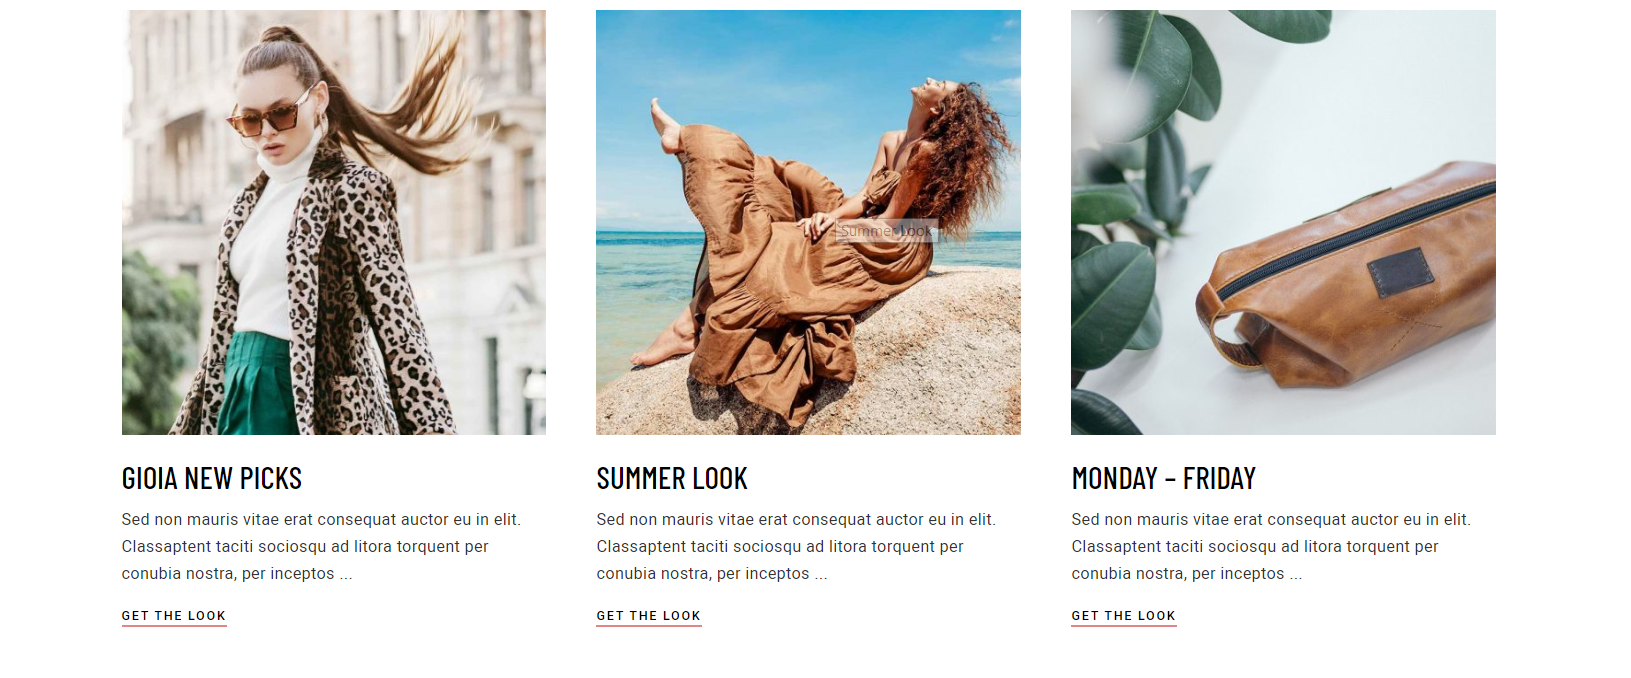 Summer Look
GIOIA NEW PICKS
Sed non mauris vitae erat consequat auctor eu in elit.
Classaptent taciti sociosqu ad litora torquent per
conubia nostra, per inceptos ...
GET THE LOOK
SUMMER LOOK
Sed non mauris vitae erat consequat auctor eu in elit.
Classaptent taciti sociosqu ad litora torquent per
conubia nostra, per inceptos ...
GET THE LOOK
MONDAY – FRIDAY
Sed non mauris vitae erat consequat auctor eu in elit.
Classaptent taciti sociosqu ad litora torquent per
conubia nostra, per inceptos ...
GET THE LOOK